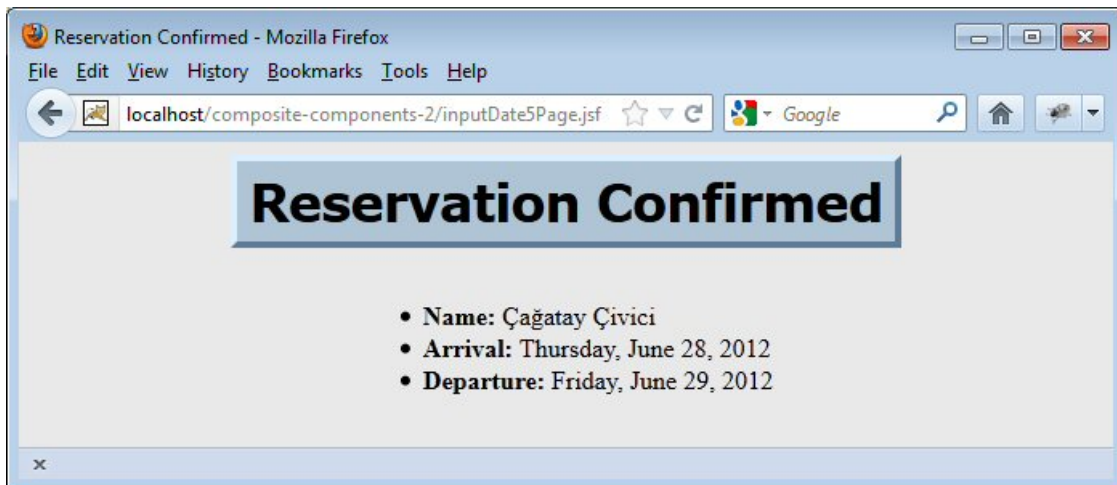 Reservation Confirmed - Mozilla Firefox
File Edit View History Bookmarks Tools Help
localhost/composite-components-2/inputDate5Page.jsf Google
Reservation Confirmed
• Name: Çağatay Çivici
• Arrival: Thursday, June 28, 2012
• Departure: Friday, June 29, 2012
x